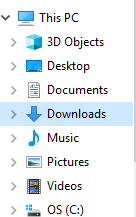 This PC
3D Objects
Desktop
Documents
Downloads
Music
Pictures
Videos
OS (C:)